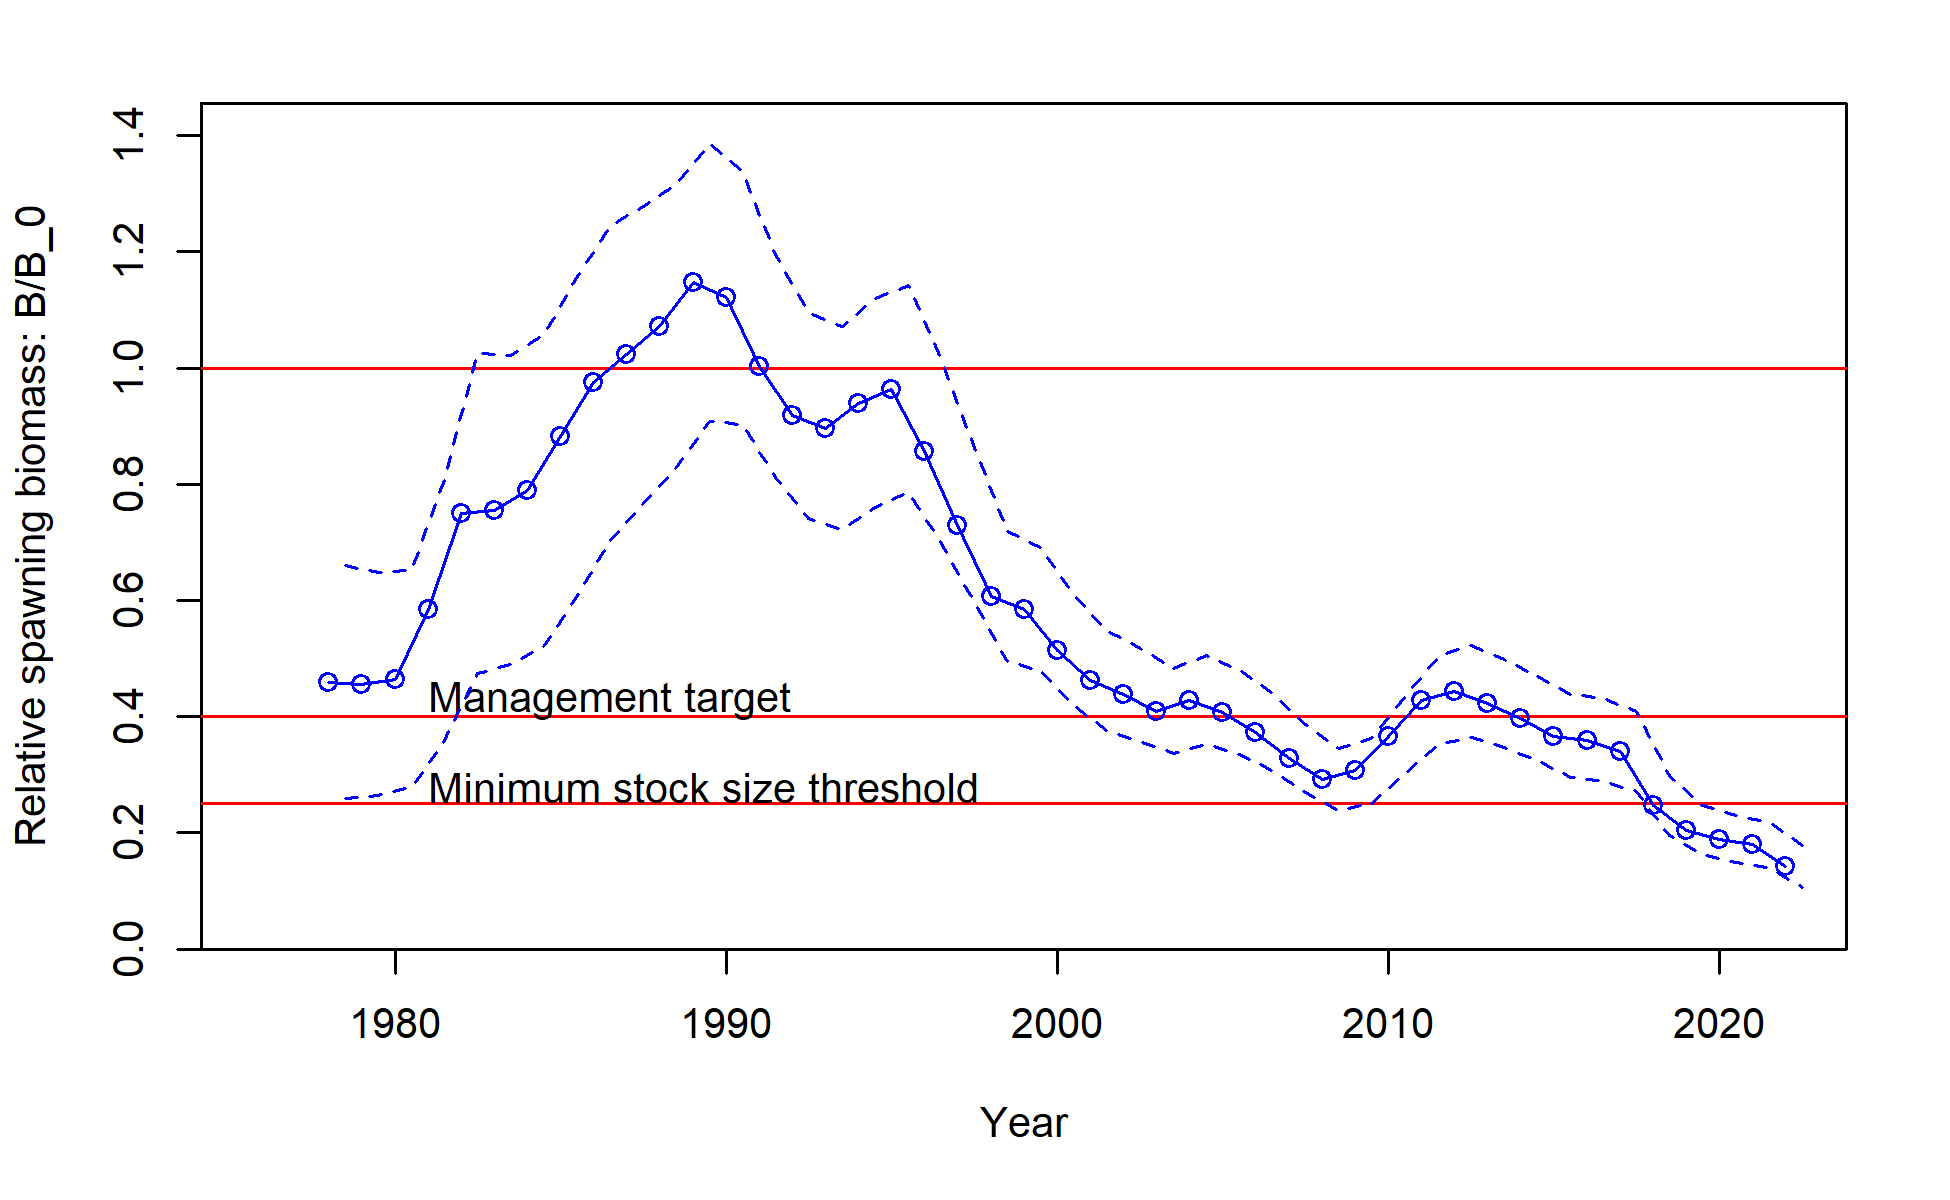 Relative spawning biomass: B/B_0
1.4
1.2
1.0
0.8
0.6
0.4
0.2
0.0
Management target
Minimum stock size threshold
1980 1990 2000 2010 2020
Year